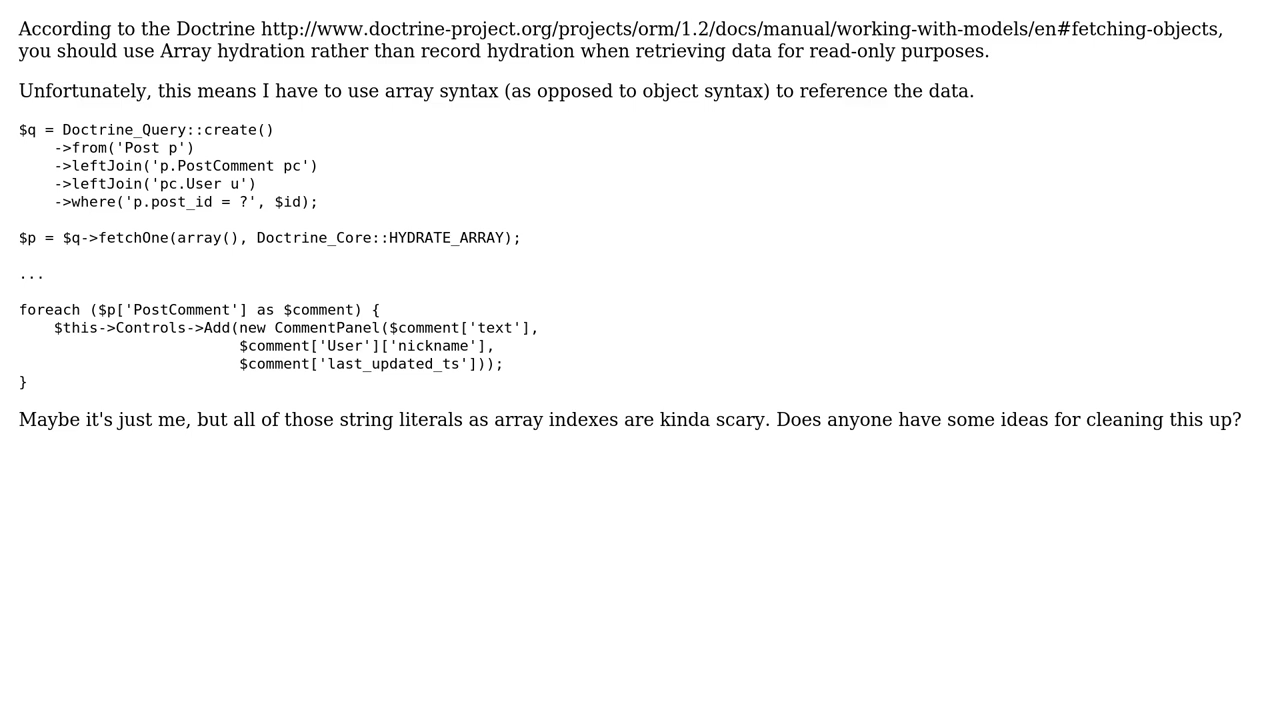 According to the Doctrine http://www.doctrine-project.org/projects/orm/1.2/docs/manual/working-with-models/en#fetching-objects,
you should use Array hydration rather than record hydration when retrieving data for read-only purposes.
Unfortunately, this means I have to use array syntax (as opposed to object syntax) to reference the data.
$q = Doctrine_Query::create()
    ->from('Post p')
    ->leftJoin('p.PostComment pc')
    ->leftJoin('pc.User u')
    ->where('p.post_id = ?', $id);
$p = $q->fetchOne(array(), Doctrine_Core::HYDRATE_ARRAY);
...
foreach ($p['PostComment'] as $comment) {
    $this->Controls->Add(new CommentPanel($comment['text'],
                         $comment['User']['nickname'],
                         $comment['last_updated_ts']));
}
Maybe it's just me, but all of those string literals as array indexes are kinda scary. Does anyone have some ideas for cleaning this up?